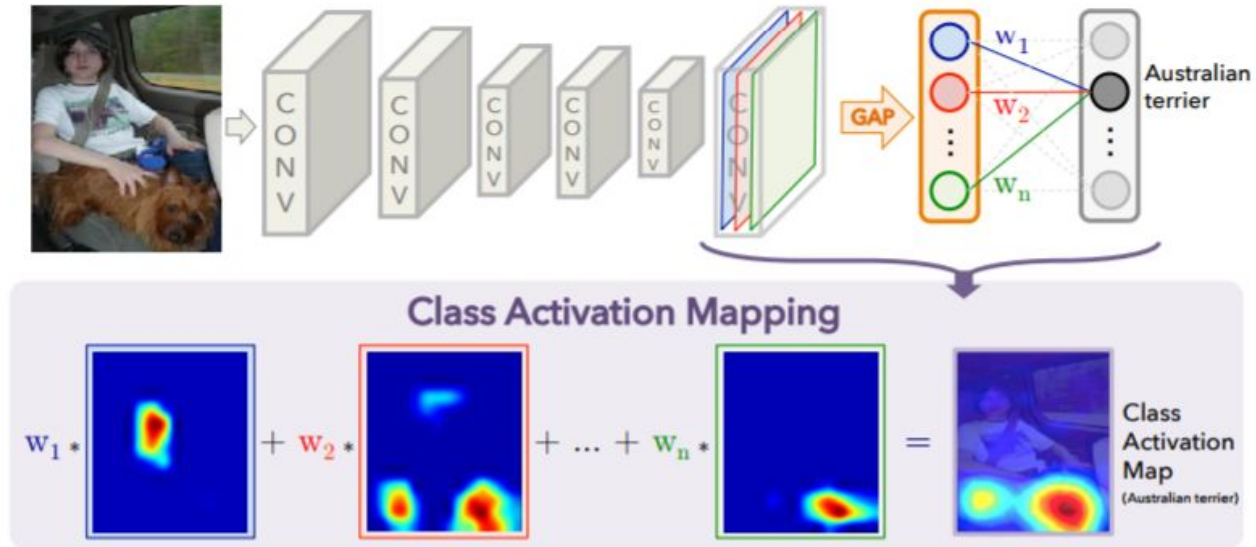 CONV
CONV
CONV
CONV
CONV
CONV
GAP
w₁
w₂
⋮
wₙ
⋮
Australian
terrier
Class Activation Mapping
w₁ * + w₂ * + ... + wₙ * =
Class
Activation
Map
(Australian terrier)